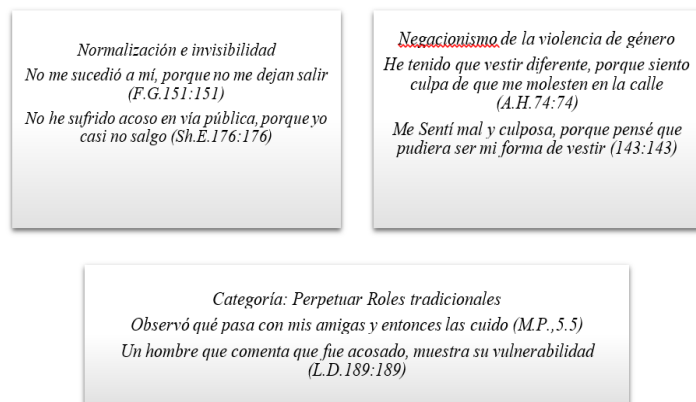 Normalización e invisibilidad
No me sucedió a mí, porque no me dejan salir
(F.G.151:151)
No he sufrido acoso en vía pública, porque yo
casi no salgo (Sh.E.176:176)
Negacionismo de la violencia de género
He tenido que vestir diferente, porque siento
culpa de que me molesten en la calle
(A.H.74:74)
Me Sentí mal y culposa, porque pensé que
pudiera ser mi forma de vestir (143:143)
Categoría: Perpetuar Roles tradicionales
Observó qué pasa con mis amigas y entonces las cuido (M.P.,5.5)
Un hombre que comenta que fue acosado, muestra su vulnerabilidad
(L.D.189:189)